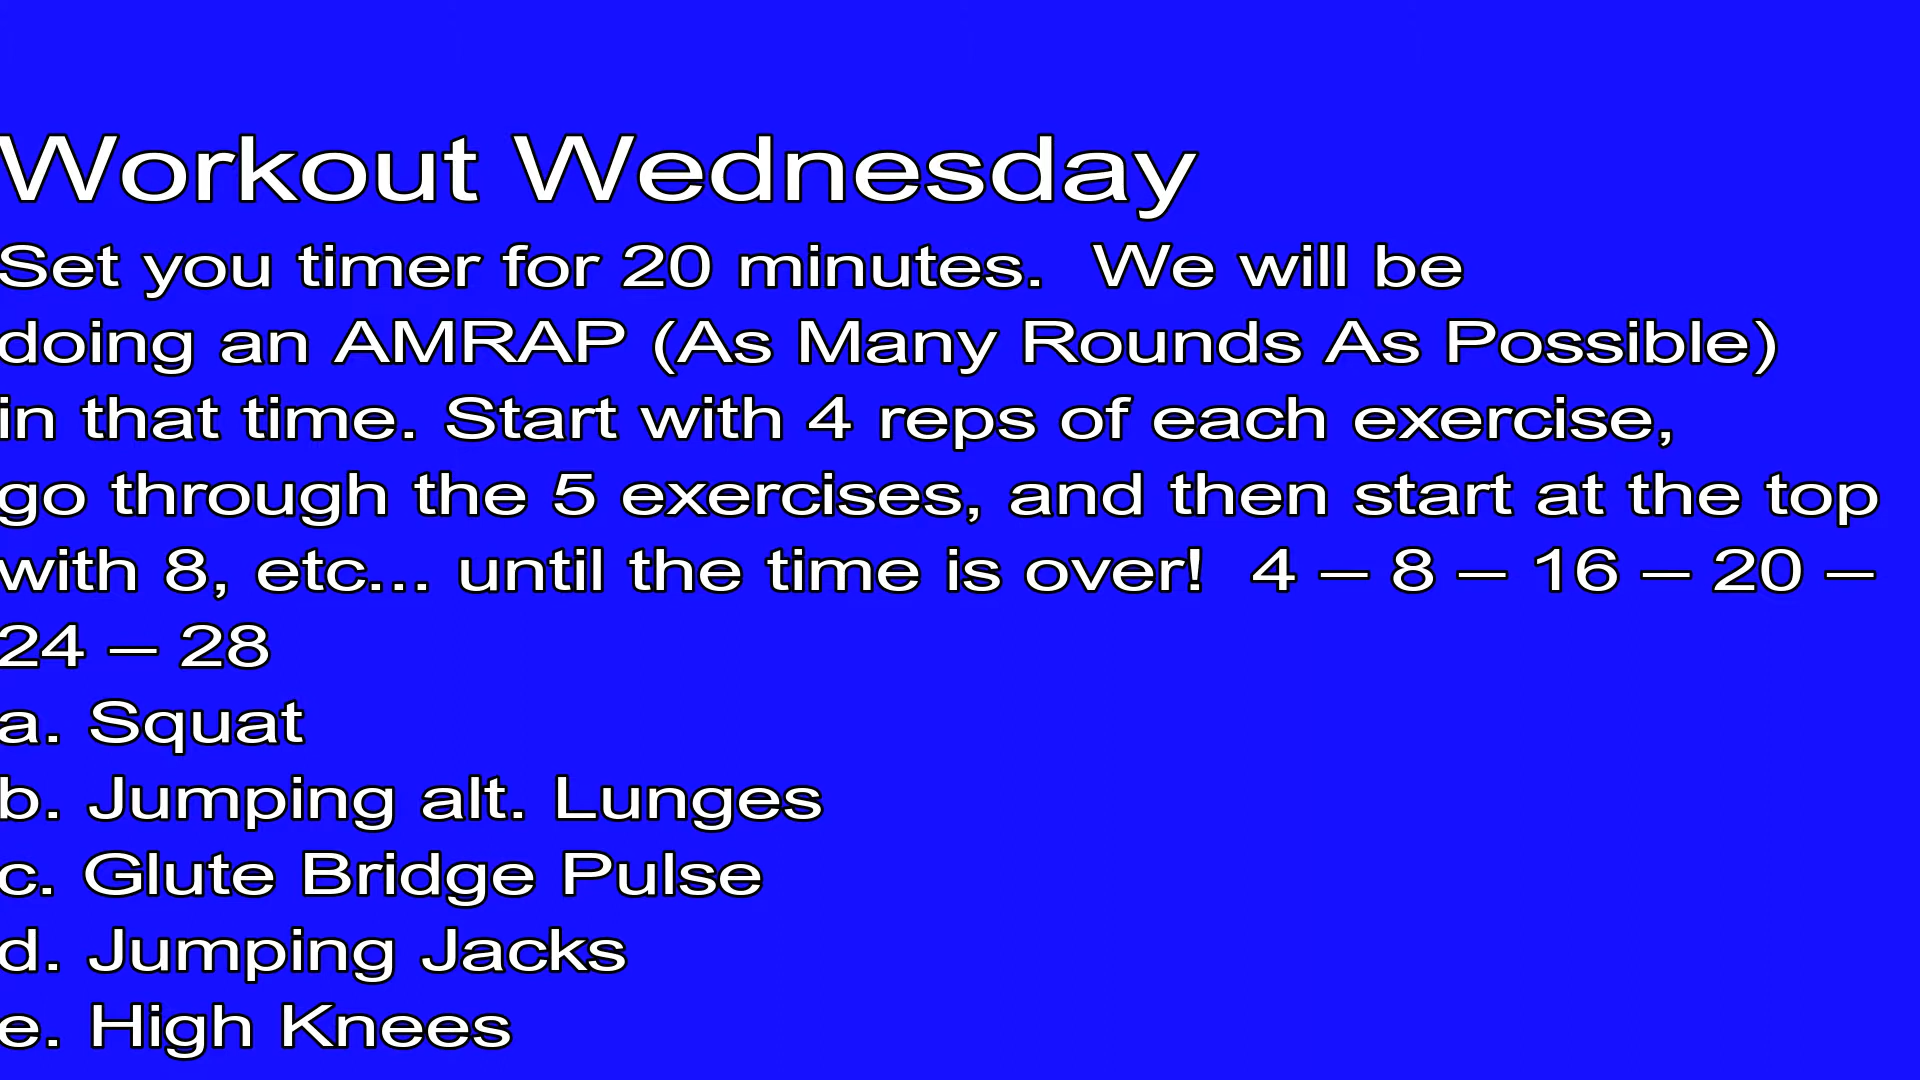 Workout Wednesday
Set you timer for 20 minutes.  We will be
doing an AMRAP (As Many Rounds As Possible)
in that time. Start with 4 reps of each exercise,
go through the 5 exercises, and then start at the top
with 8, etc... until the time is over!  4 – 8 – 16 – 20 –
24 – 28
a. Squat
b. Jumping alt. Lunges
c. Glute Bridge Pulse
d. Jumping Jacks
e. High Knees